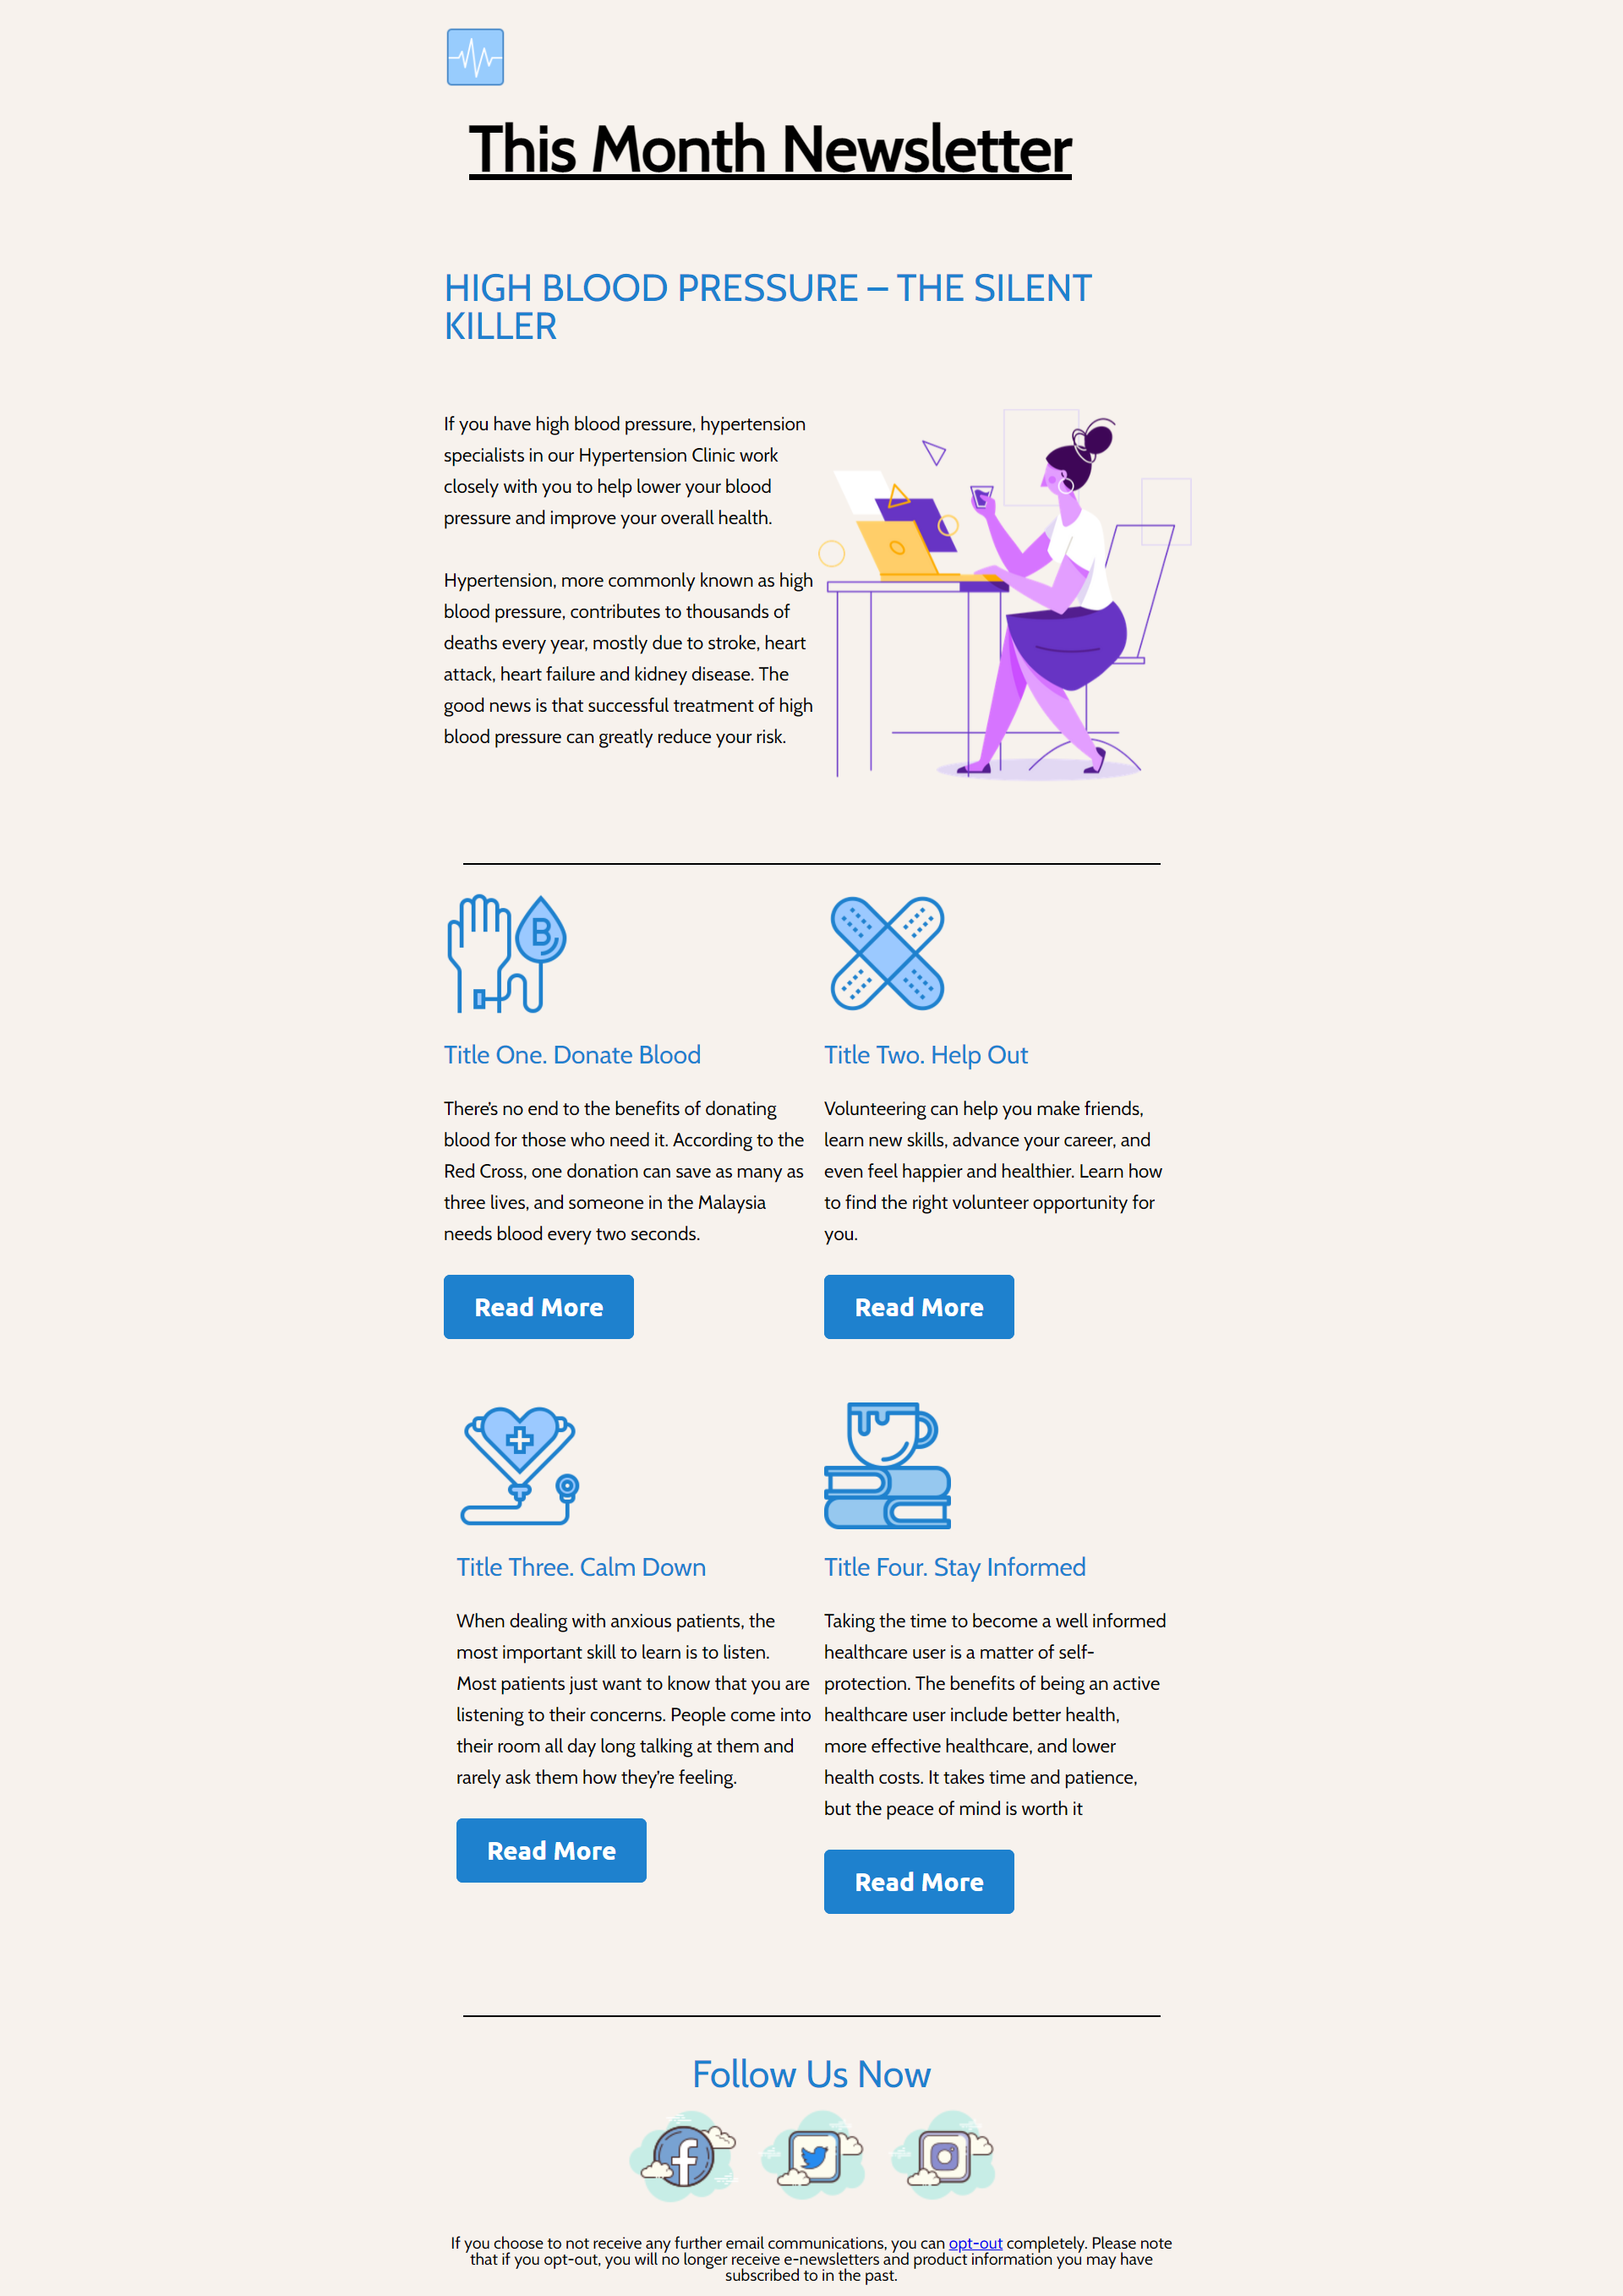 This Month Newsletter
HIGH BLOOD PRESSURE – THE SILENT
KILLER
If you have high blood pressure, hypertension
specialists in our Hypertension Clinic work
closely with you to help lower your blood
pressure and improve your overall health.
Hypertension, more commonly known as high
blood pressure, contributes to thousands of
deaths every year, mostly due to stroke, heart
attack, heart failure and kidney disease. The
good news is that successful treatment of high
blood pressure can greatly reduce your risk.
B
Title One. Donate Blood
There's no end to the benefits of donating
blood for those who need it. According to the
Red Cross, one donation can save as many as
three lives, and someone in the Malaysia
needs blood every two seconds.
Read More
Title Two. Help Out
Volunteering can help you make friends,
learn new skills, advance your career, and
even feel happier and healthier. Learn how
to find the right volunteer opportunity for
you.
Read More
Title Three. Calm Down
When dealing with anxious patients, the
most important skill to learn is to listen.
Most patients just want to know that you are
listening to their concerns. People come into
their room all day long talking at them and
rarely ask them how they're feeling.
Read More
Title Four. Stay Informed
Taking the time to become a well informed
healthcare user is a matter of self-
protection. The benefits of being an active
healthcare user include better health,
more effective healthcare, and lower
health costs. It takes time and patience,
but the peace of mind is worth it
Read More
Follow Us Now
If you choose to not receive any further email communications, you can opt-out completely. Please note
that if you opt-out, you will no longer receive e-newsletters and product information you may have
subscribed to in the past.